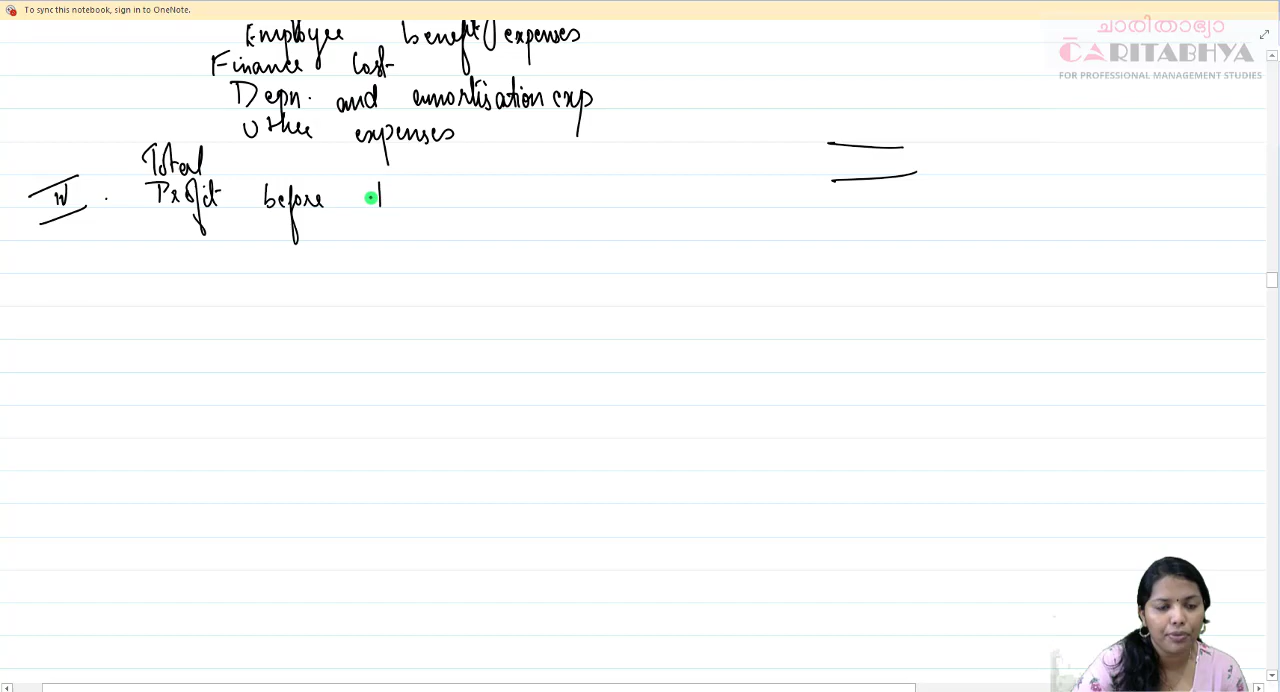 To sync this notebook, sign in to OneNote.
ചാരിതാഭ്യാ
CARITABHYA
FOR PROFESSIONAL MANAGEMENT STUDIES
Employee benefit expenses
Finance Cost
Depn. and amortisation exp
Other expenses
Total
IV. Profit before